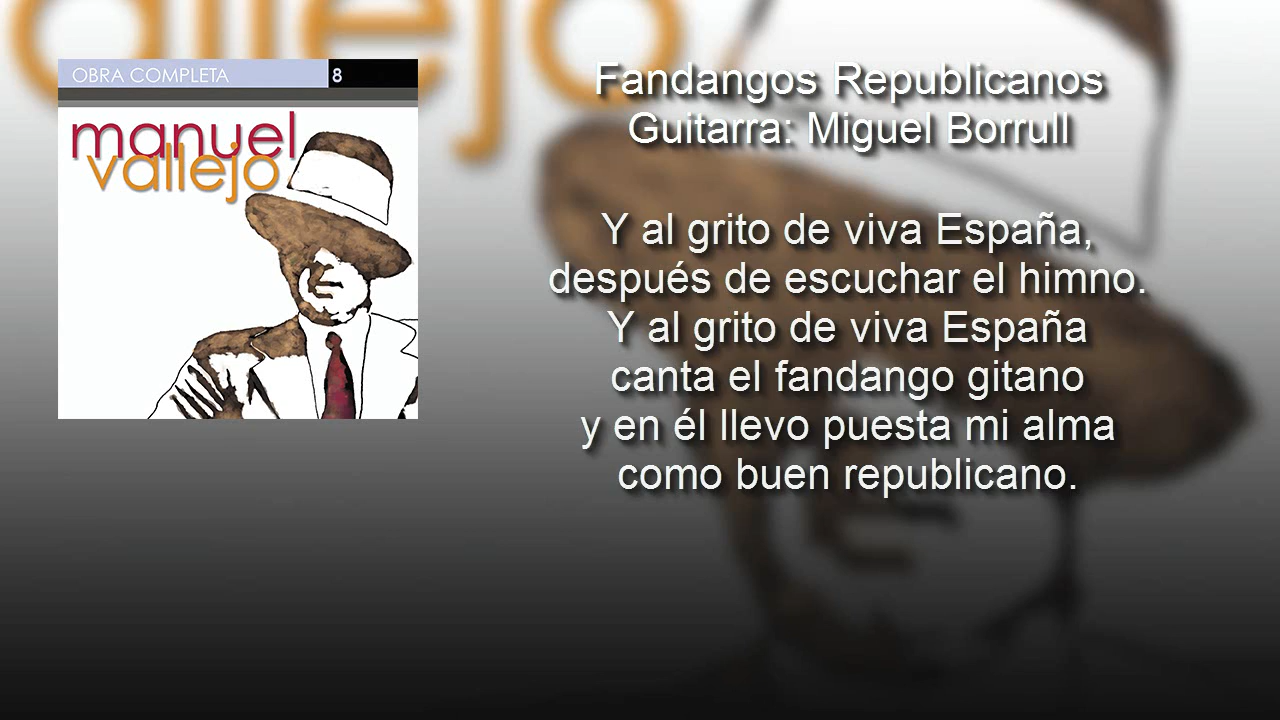 OBRA COMPLETA 8
manuel
vallejo
Fandangos Republicanos
Guitarra: Miguel Borrull
Y al grito de viva España,
después de escuchar el himno.
Y al grito de viva España
canta el fandango gitano
y en él llevo puesta mi alma
como buen republicano.